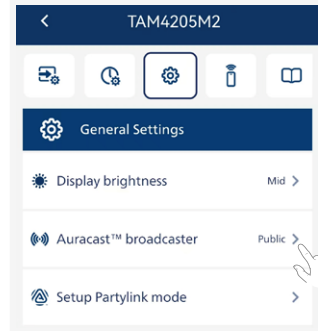 TAM4205M2
General Settings
Display brightness Mid
Auracast™ broadcaster Public
Setup Partylink mode